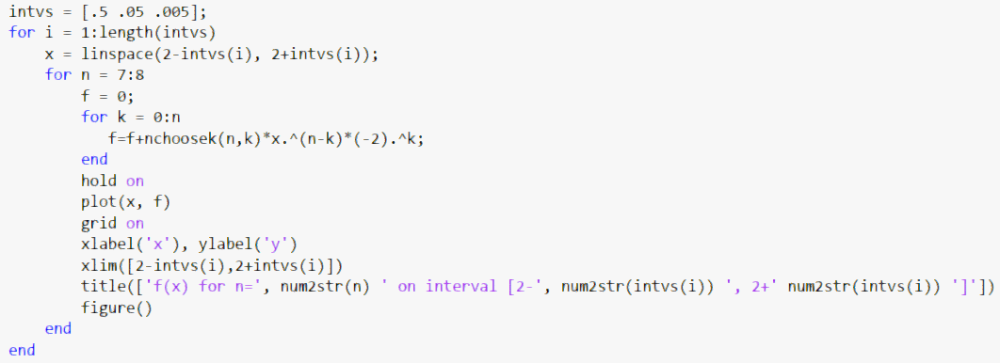 intvs = [.5 .05 .005];
for i = 1:length(intvs)
    x = linspace(2-intvs(i), 2+intvs(i));
    for n = 7:8
        f = 0;
        for k = 0:n
           f=f+nchoosek(n,k)*x.^(n-k)*(-2).^k;
        end
        hold on
        plot(x, f)
        grid on
        xlabel('x'), ylabel('y')
        xlim([2-intvs(i),2+intvs(i)])
        title(['f(x) for n=', num2str(n) ' on interval [2-', num2str(intvs(i)) ', 2+' num2str(intvs(i)) ']'])
        figure()
    end
end